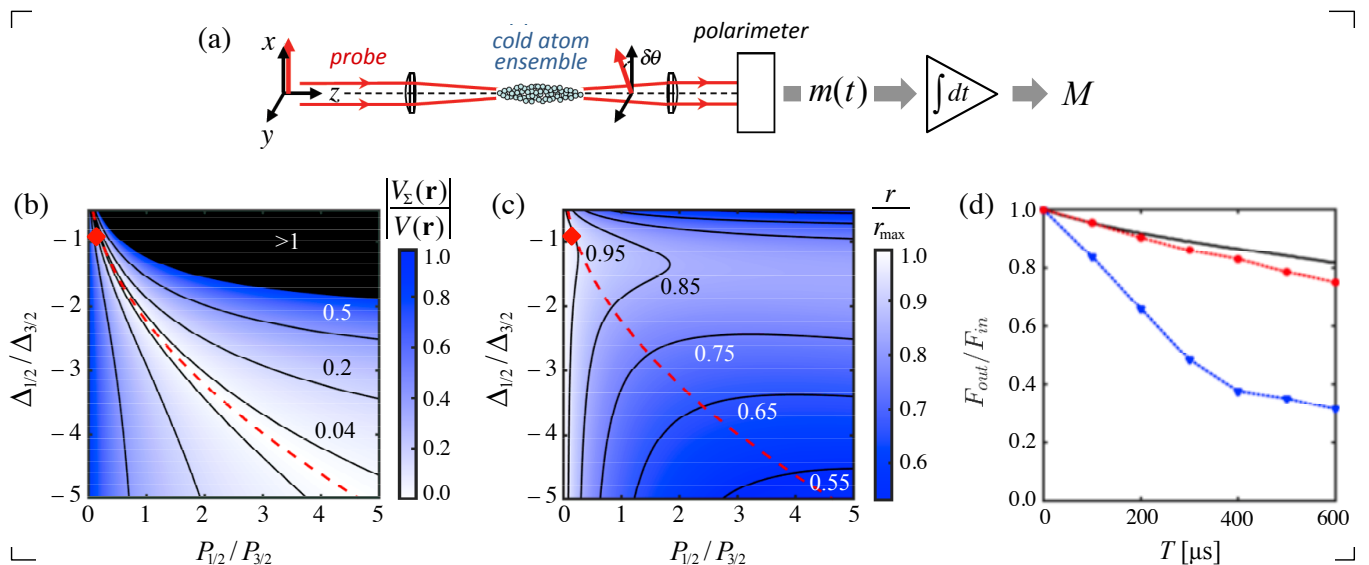 (a)
x
y
z
probe
cold atom
ensemble
δθ
polarimeter
m(t)
∫dt
M
(b)
|V_Σ(r)/V(r)|
>1
0.5
0.2
0.04
−1
−2
−3
−4
−5
Δ_{1/2} / Δ_{3/2}
0 1 2 3 4 5
P_{1/2} / P_{3/2}
1.0
0.8
0.6
0.4
0.2
0.0
(c)
r/r_max
0.95
0.85
0.75
0.65
0.55
−1
−2
−3
−4
−5
Δ_{1/2} / Δ_{3/2}
0 1 2 3 4 5
P_{1/2} / P_{3/2}
1.0
0.9
0.8
0.7
0.6
(d)
1.0
0.8
0.6
0.4
0.2
0.0
F_out / F_in
0 200 400 600
T [μs]